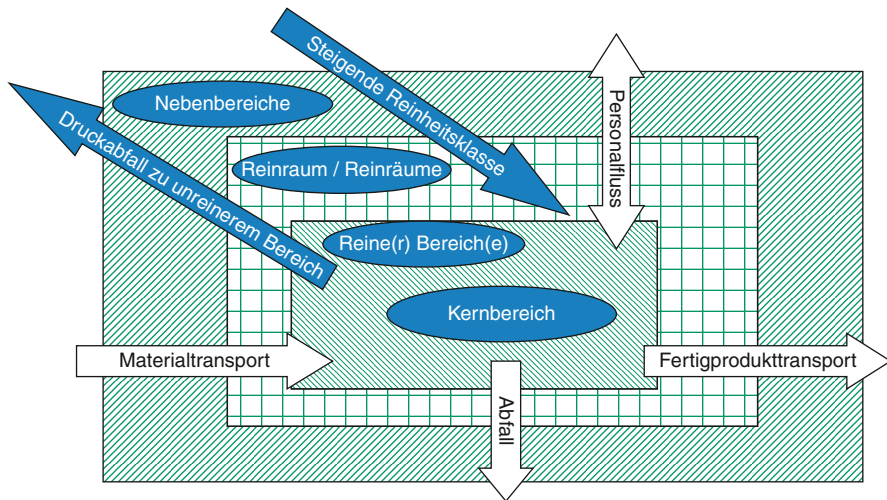 Nebenbereiche
Steigende Reinheitsklasse
Personalfluss
Druckabfall zu unreinerem Bereich
Reinraum / Reinräume
Reine(r) Bereich(e)
Kernbereich
Materialtransport
Fertigprodukttransport
Abfall